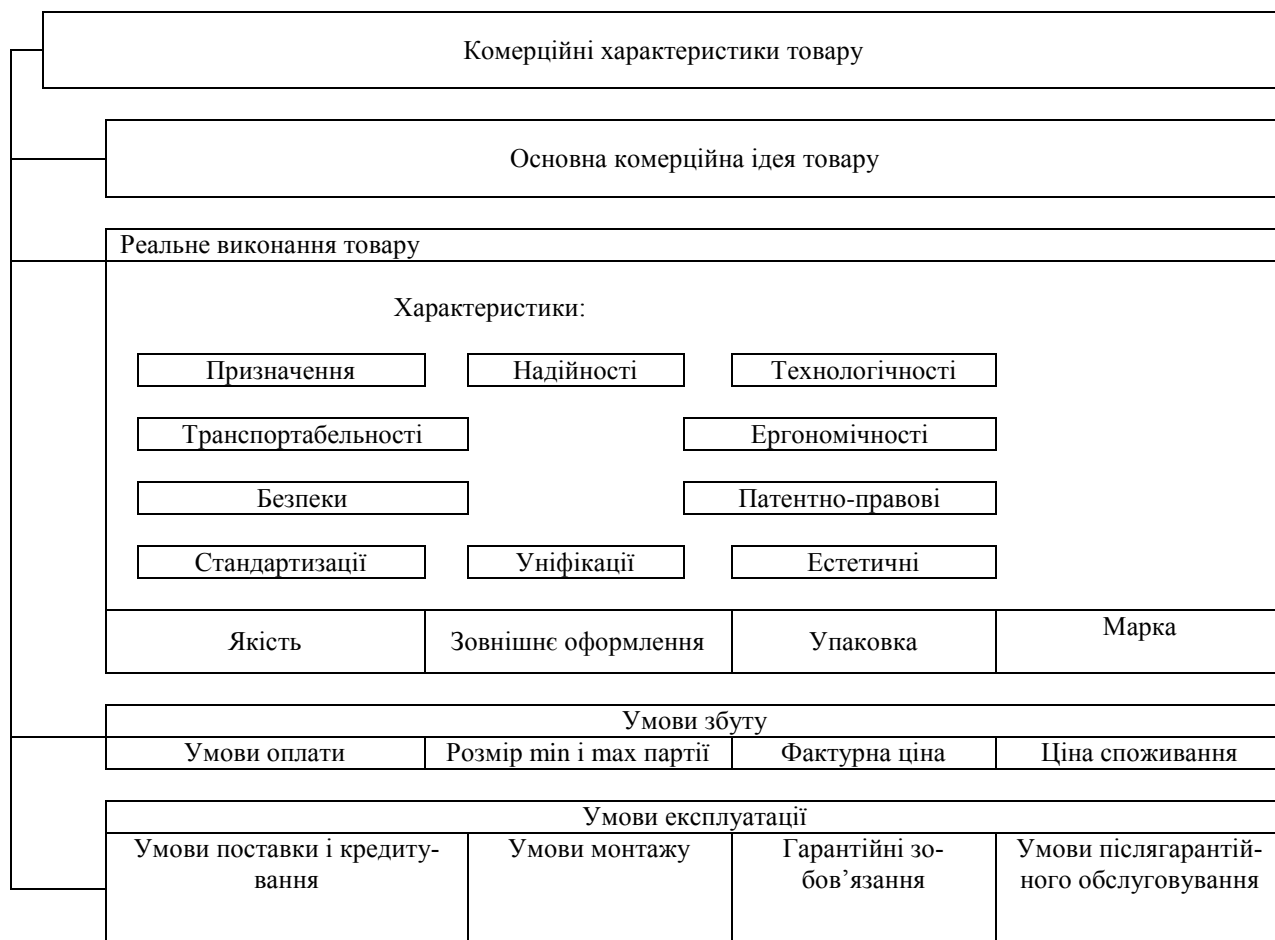 Комерційні характеристики товару
Основна комерційна ідея товару
Реальне виконання товару
Характеристики:
Призначення Надійності Технологічності
Транспортабельності Ергономічності
Безпеки Патентно-правові
Стандартизації Уніфікації Естетичні
Якість Зовнішнє оформлення Упаковка Марка
Умови збуту
Умови оплати Розмір min і max партії Фактурна ціна Ціна споживання
Умови експлуатації
Умови поставки і кредиту-
вання
Умови монтажу
Гарантійні зо-
бов’язання
Умови післягарантій-
ного обслуговування